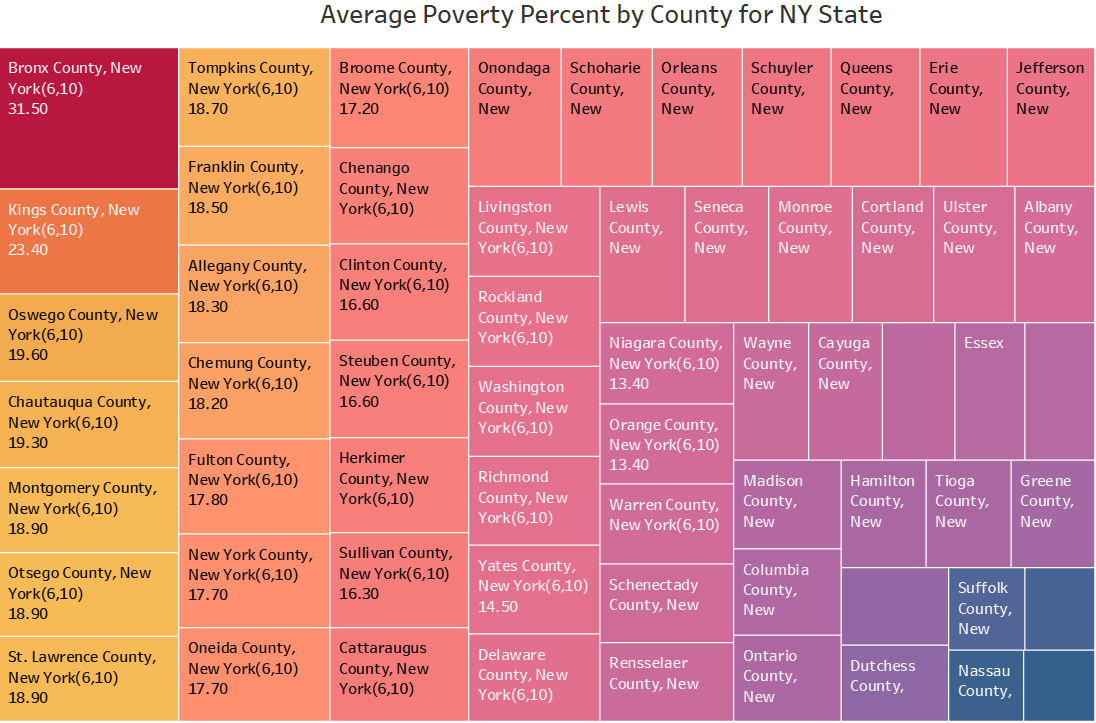 Average Poverty Percent by County for NY State
Bronx County, New
York(6,10)
31.50
Kings County, New
York(6,10)
23.40
Oswego County, New
York(6,10)
19.60
Chautauqua County,
New York(6,10)
19.30
Montgomery County,
New York(6,10)
18.90
Otsego County, New
York(6,10)
18.90
St. Lawrence County,
New York(6,10)
18.90
Tompkins County,
New York(6,10)
18.70
Franklin County,
New York(6,10)
18.50
Allegany County,
New York(6,10)
18.30
Chemung County,
New York(6,10)
18.20
Fulton County,
New York(6,10)
17.80
New York County,
New York(6,10)
17.70
Oneida County,
New York(6,10)
17.70
Broome County,
New York(6,10)
17.20
Chenango
County, New
York(6,10)
Clinton County,
New York(6,10)
16.60
Steuben County,
New York(6,10)
16.60
Herkimer
County, New
York(6,10)
Sullivan County,
New York(6,10)
16.30
Cattaraugus
County, New
York(6,10)
Onondaga
County, New
Schoharie
County,
New
Orleans
County,
New
Schuyler
County,
New
Queens
County,
New
Erie
County,
New
Jefferson
County,
New
Livingston
County, New
York(6,10)
Rockland
County, New
York(6,10)
Washington
County, New
York(6,10)
Richmond
County, New
York(6,10)
Yates County,
New York(6,10)
14.50
Delaware
County, New
York(6,10)
Lewis
County,
New
Seneca
County,
New
Monroe
County,
New
Cortland
County,
New
Ulster
County,
New
Albany
County,
New
Niagara County,
New York(6,10)
13.40
Orange County,
New York(6,10)
13.40
Warren County,
New York(6,10)
Schenectady
County, New
Rensselaer
County, New
Wayne
County,
New
Cayuga
County,
New
Essex
Madison
County,
New
Columbia
County,
New
Ontario
County,
New
Hamilton
County,
New
Tioga
County,
New
Greene
County,
New
Dutchess
County,
Suffolk
County,
New
Nassau
County,